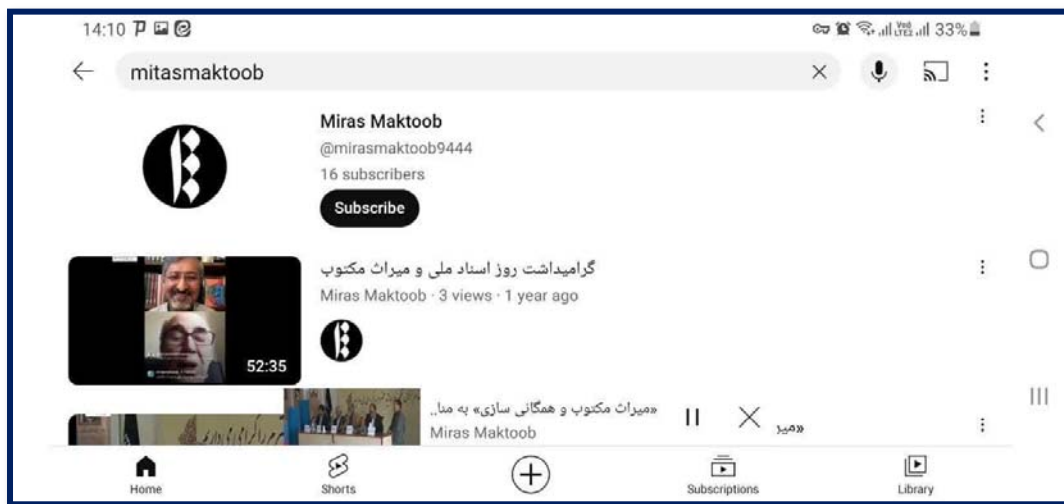 14:10
33%
mitasmaktoob
Miras Maktoob
@mirasmaktoob9444
16 subscribers
Subscribe
گرامیداشت روز اسناد ملی و میراث مکتوب
Miras Maktoob · 3 views · 1 year ago
52:35
«میراث مکتوب و همگانی سازی» به منا..
Miras Maktoob
«میر
Home
Shorts
Subscriptions
Library